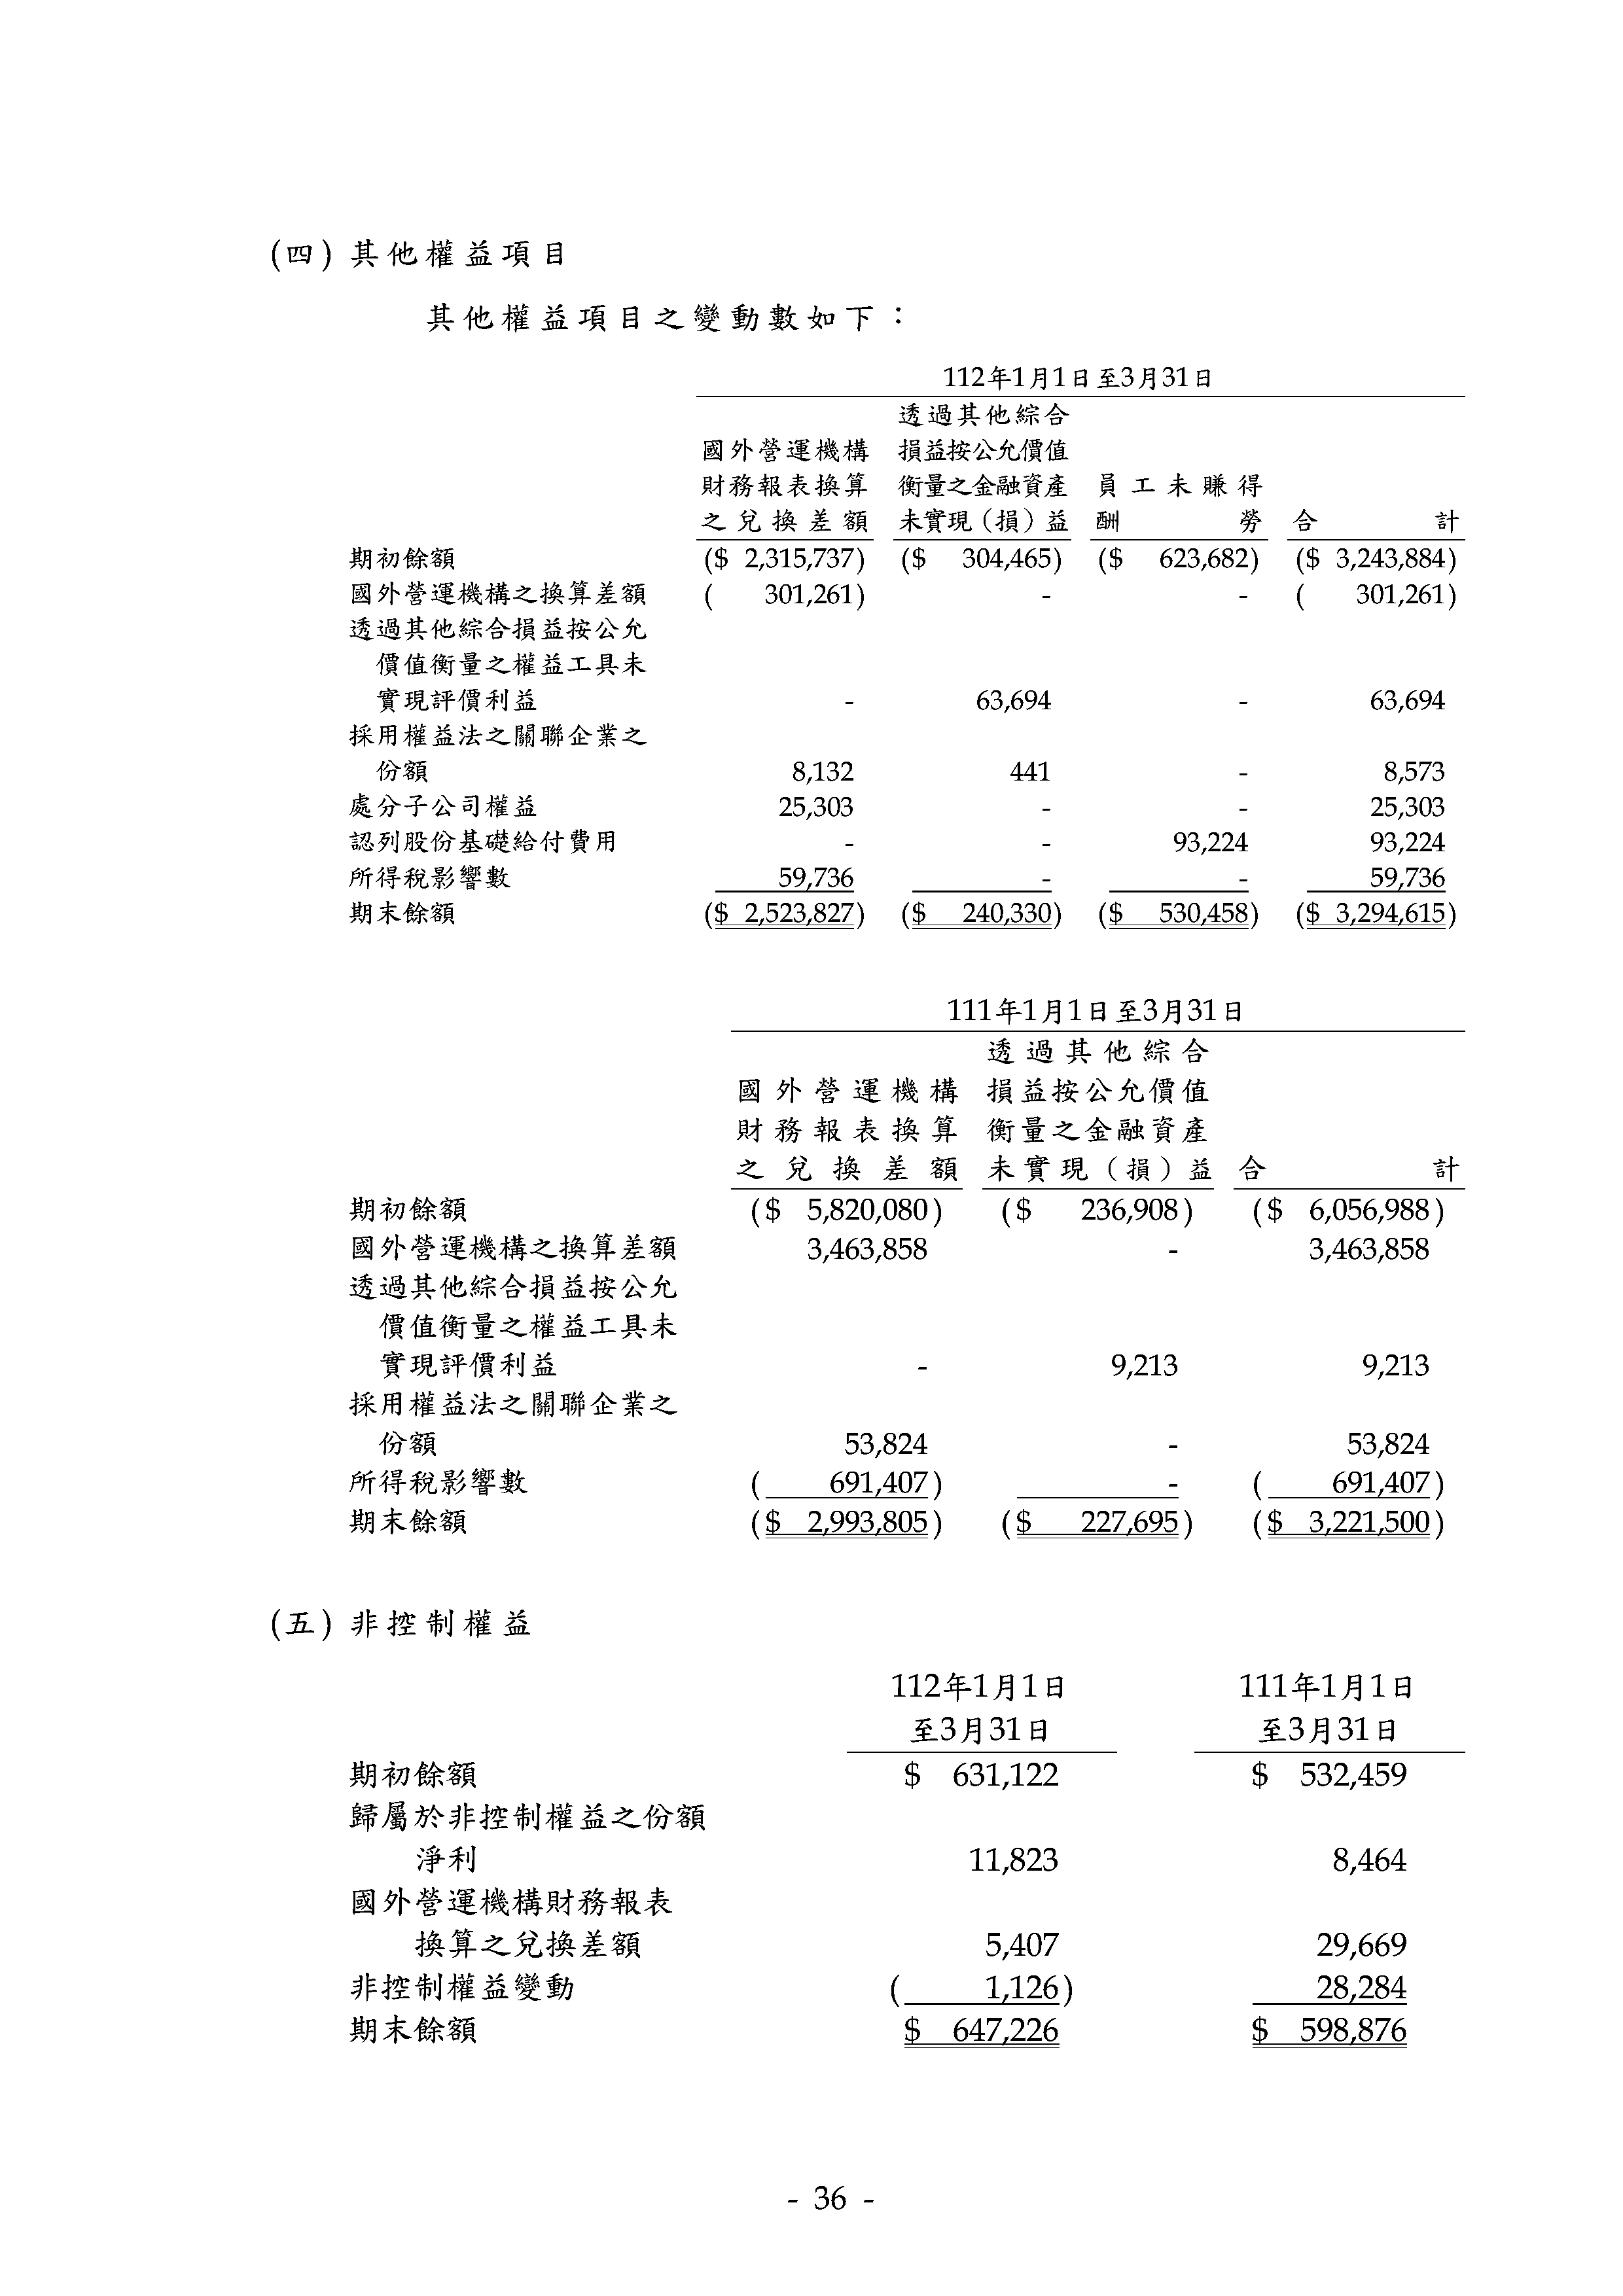 (四) 其他權益項目
其他權益項目之變動數如下：
112年1月1日至3月31日
透過其他綜合
國外營運機構 損益按公允價值
財務報表換算 衡量之金融資產 員工未賺得
之兌換差額 未實現（損）益 酬勞 合計
期初餘額 ($ 2,315,737) ($ 304,465) ($ 623,682) ($ 3,243,884)
國外營運機構之換算差額 ( 301,261) - - ( 301,261)
透過其他綜合損益按公允
價值衡量之權益工具未
實現評價利益 - 63,694 - 63,694
採用權益法之關聯企業之
份額 8,132 441 - 8,573
處分子公司權益 25,303 - - 25,303
認列股份基礎給付費用 - - 93,224 93,224
所得稅影響數 59,736 - - 59,736
期末餘額 ($ 2,523,827) ($ 240,330) ($ 530,458) ($ 3,294,615)
111年1月1日至3月31日
透過其他綜合
國外營運機構 損益按公允價值
財務報表換算 衡量之金融資產
之兌換差額 未實現（損）益 合計
期初餘額 ($ 5,820,080) ($ 236,908) ($ 6,056,988)
國外營運機構之換算差額 3,463,858 - 3,463,858
透過其他綜合損益按公允
價值衡量之權益工具未
實現評價利益 - 9,213 9,213
採用權益法之關聯企業之
份額 53,824 - 53,824
所得稅影響數 ( 691,407) - ( 691,407)
期末餘額 ($ 2,993,805) ($ 227,695) ($ 3,221,500)
(五) 非控制權益
112年1月1日 111年1月1日
至3月31日 至3月31日
期初餘額 $ 631,122 $ 532,459
歸屬於非控制權益之份額
淨利 11,823 8,464
國外營運機構財務報表
換算之兌換差額 5,407 29,669
非控制權益變動 ( 1,126) 28,284
期末餘額 $ 647,226 $ 598,876
- 36 -